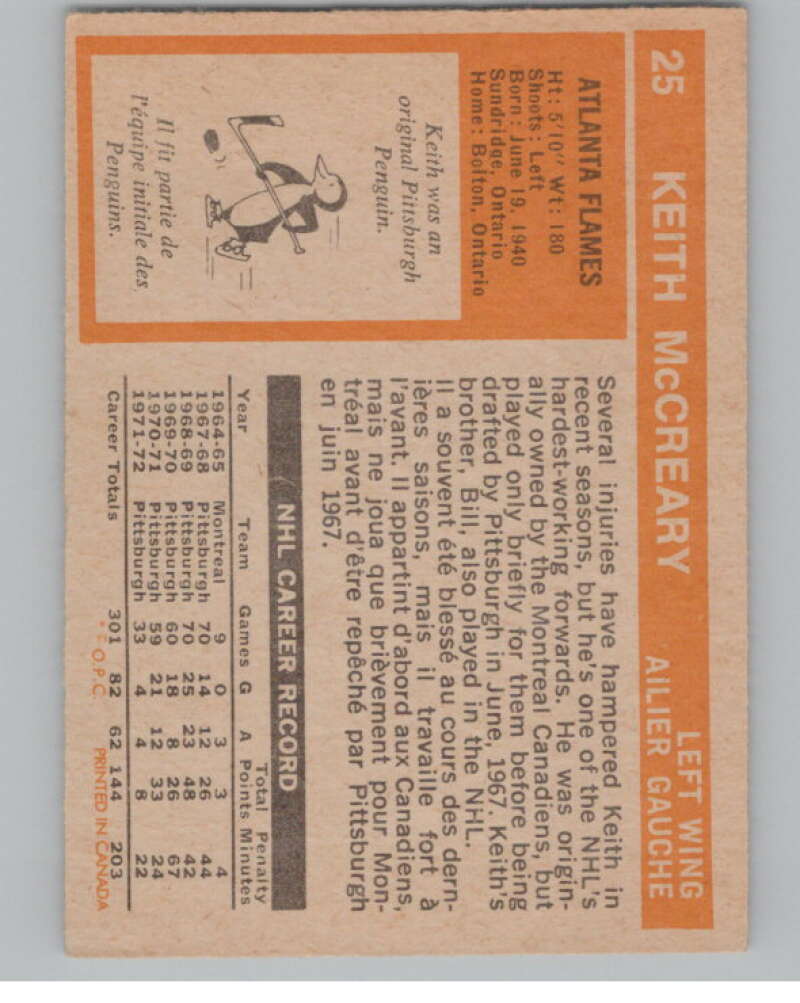 25 KEITH McCREARY LEFT WING
AILIER GAUCHE
ATLANTA FLAMES
Ht: 5'10" Wt: 180
Shoots: Left
Born: June 19, 1940
Sundridge, Ontario
Home: Bolton, Ontario
Keith was an
original Pittsburgh
Penguin.
Il fit partie de
l'équipe initiale des
Penguins.
Several injuries have hampered Keith in
recent seasons, but he's one of the NHL's
hardest-working forwards. He was origin-
ally owned by the Montreal Canadiens, but
played only briefly for them before being
drafted by Pittsburgh in June, 1967. Keith's
brother, Bill, also played in the NHL.
Il a souvent été blessé au cours des dern-
ières saisons, mais il travaille fort à
l'avant. Il appartint d'abord aux Canadiens,
mais ne joua que brièvement pour Mon-
tréal avant d'être repêché par Pittsburgh
en juin 1967.
NHL CAREER RECORD
Total Penalty
Year Team Games G A Points Minutes
1964-65 Montreal 9 0 3 3 4
1967-68 Pittsburgh 70 14 12 26 44
1968-69 Pittsburgh 70 25 23 48 42
1969-70 Pittsburgh 60 18 8 26 67
1970-71 Pittsburgh 59 21 12 33 24
1971-72 Pittsburgh 33 4 4 8 22
Career Totals 301 82 62 144 203
O.P.C. PRINTED IN CANADA